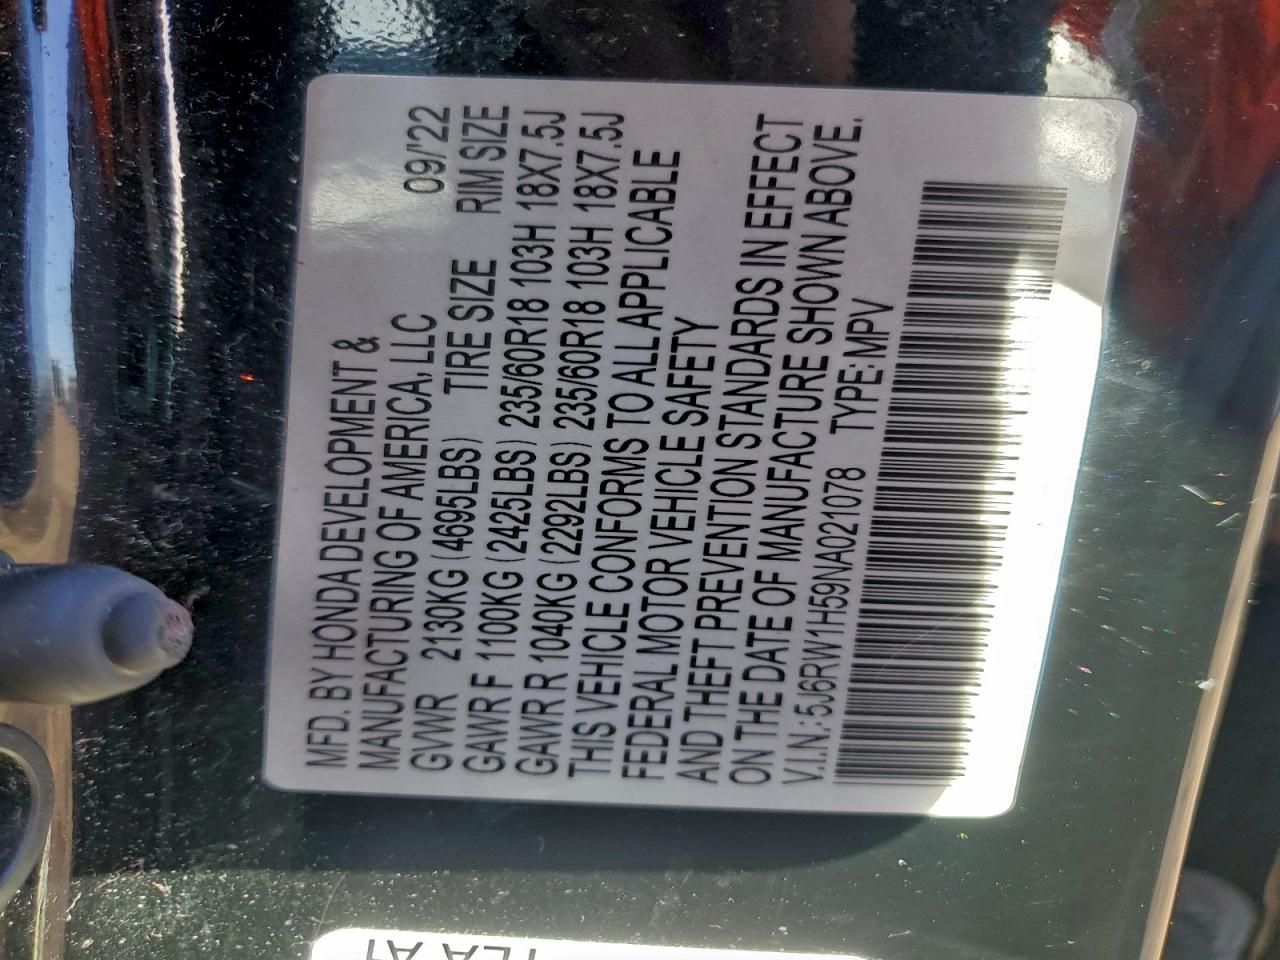 MFD. BY HONDA DEVELOPMENT &
MANUFACTURING OF AMERICA, LLC 09/'22
GVWR 2130KG (4695LBS) TIRE SIZE RIM SIZE
GAWR F 1100KG (2425LBS) 235/60R18 103H 18X7.5J
GAWR R 1040KG (2292LBS) 235/60R18 103H 18X7.5J
THIS VEHICLE CONFORMS TO ALL APPLICABLE
FEDERAL MOTOR VEHICLE SAFETY
AND THEFT PREVENTION STANDARDS IN EFFECT
ON THE DATE OF MANUFACTURE SHOWN ABOVE.
V.I.N.: 5J6RW1H59NA021078 TYPE:MPV